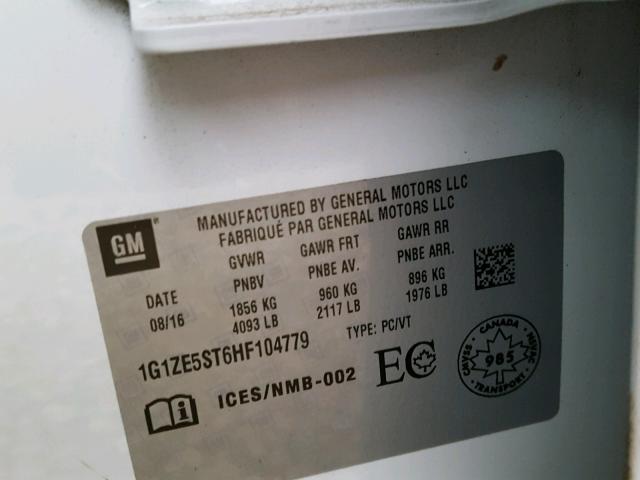 GM
MANUFACTURED BY GENERAL MOTORS LLC
FABRIQUÉ PAR GENERAL MOTORS LLC
DATE
08/16
GVWR
PNBV
1856 KG
4093 LB
GAWR FRT
PNBE AV.
960 KG
2117 LB
GAWR RR
PNBE ARR.
896 KG
1976 LB
1G1ZE5ST6HF104779
TYPE: PC/VT
ICES/NMB-002
EC
CANADA
CMVSS
NSVAC
985
TRANSPORT